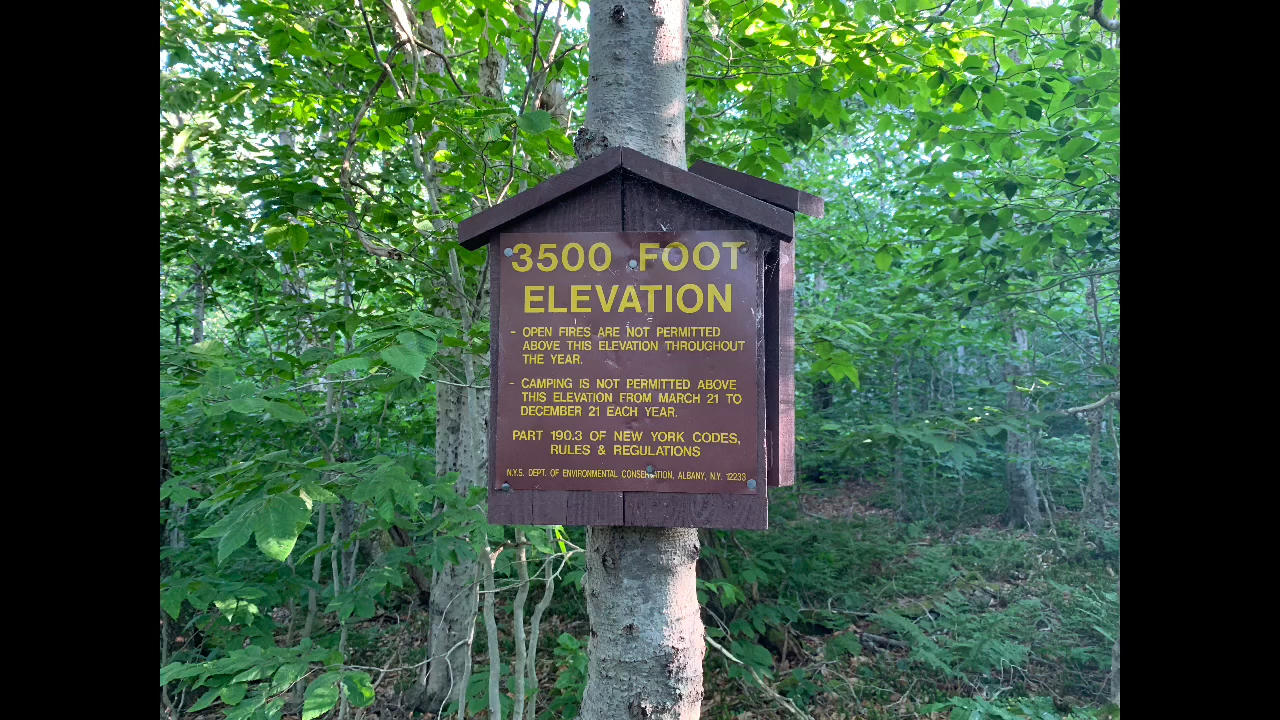 3500 FOOT
ELEVATION
- OPEN FIRES ARE NOT PERMITTED
ABOVE THIS ELEVATION THROUGHOUT
THE YEAR.
- CAMPING IS NOT PERMITTED ABOVE
THIS ELEVATION FROM MARCH 21 TO
DECEMBER 21 EACH YEAR.
PART 190.3 OF NEW YORK CODES,
RULES & REGULATIONS
N.Y.S. DEPT. OF ENVIRONMENTAL CONSERVATION, ALBANY, N.Y. 12233